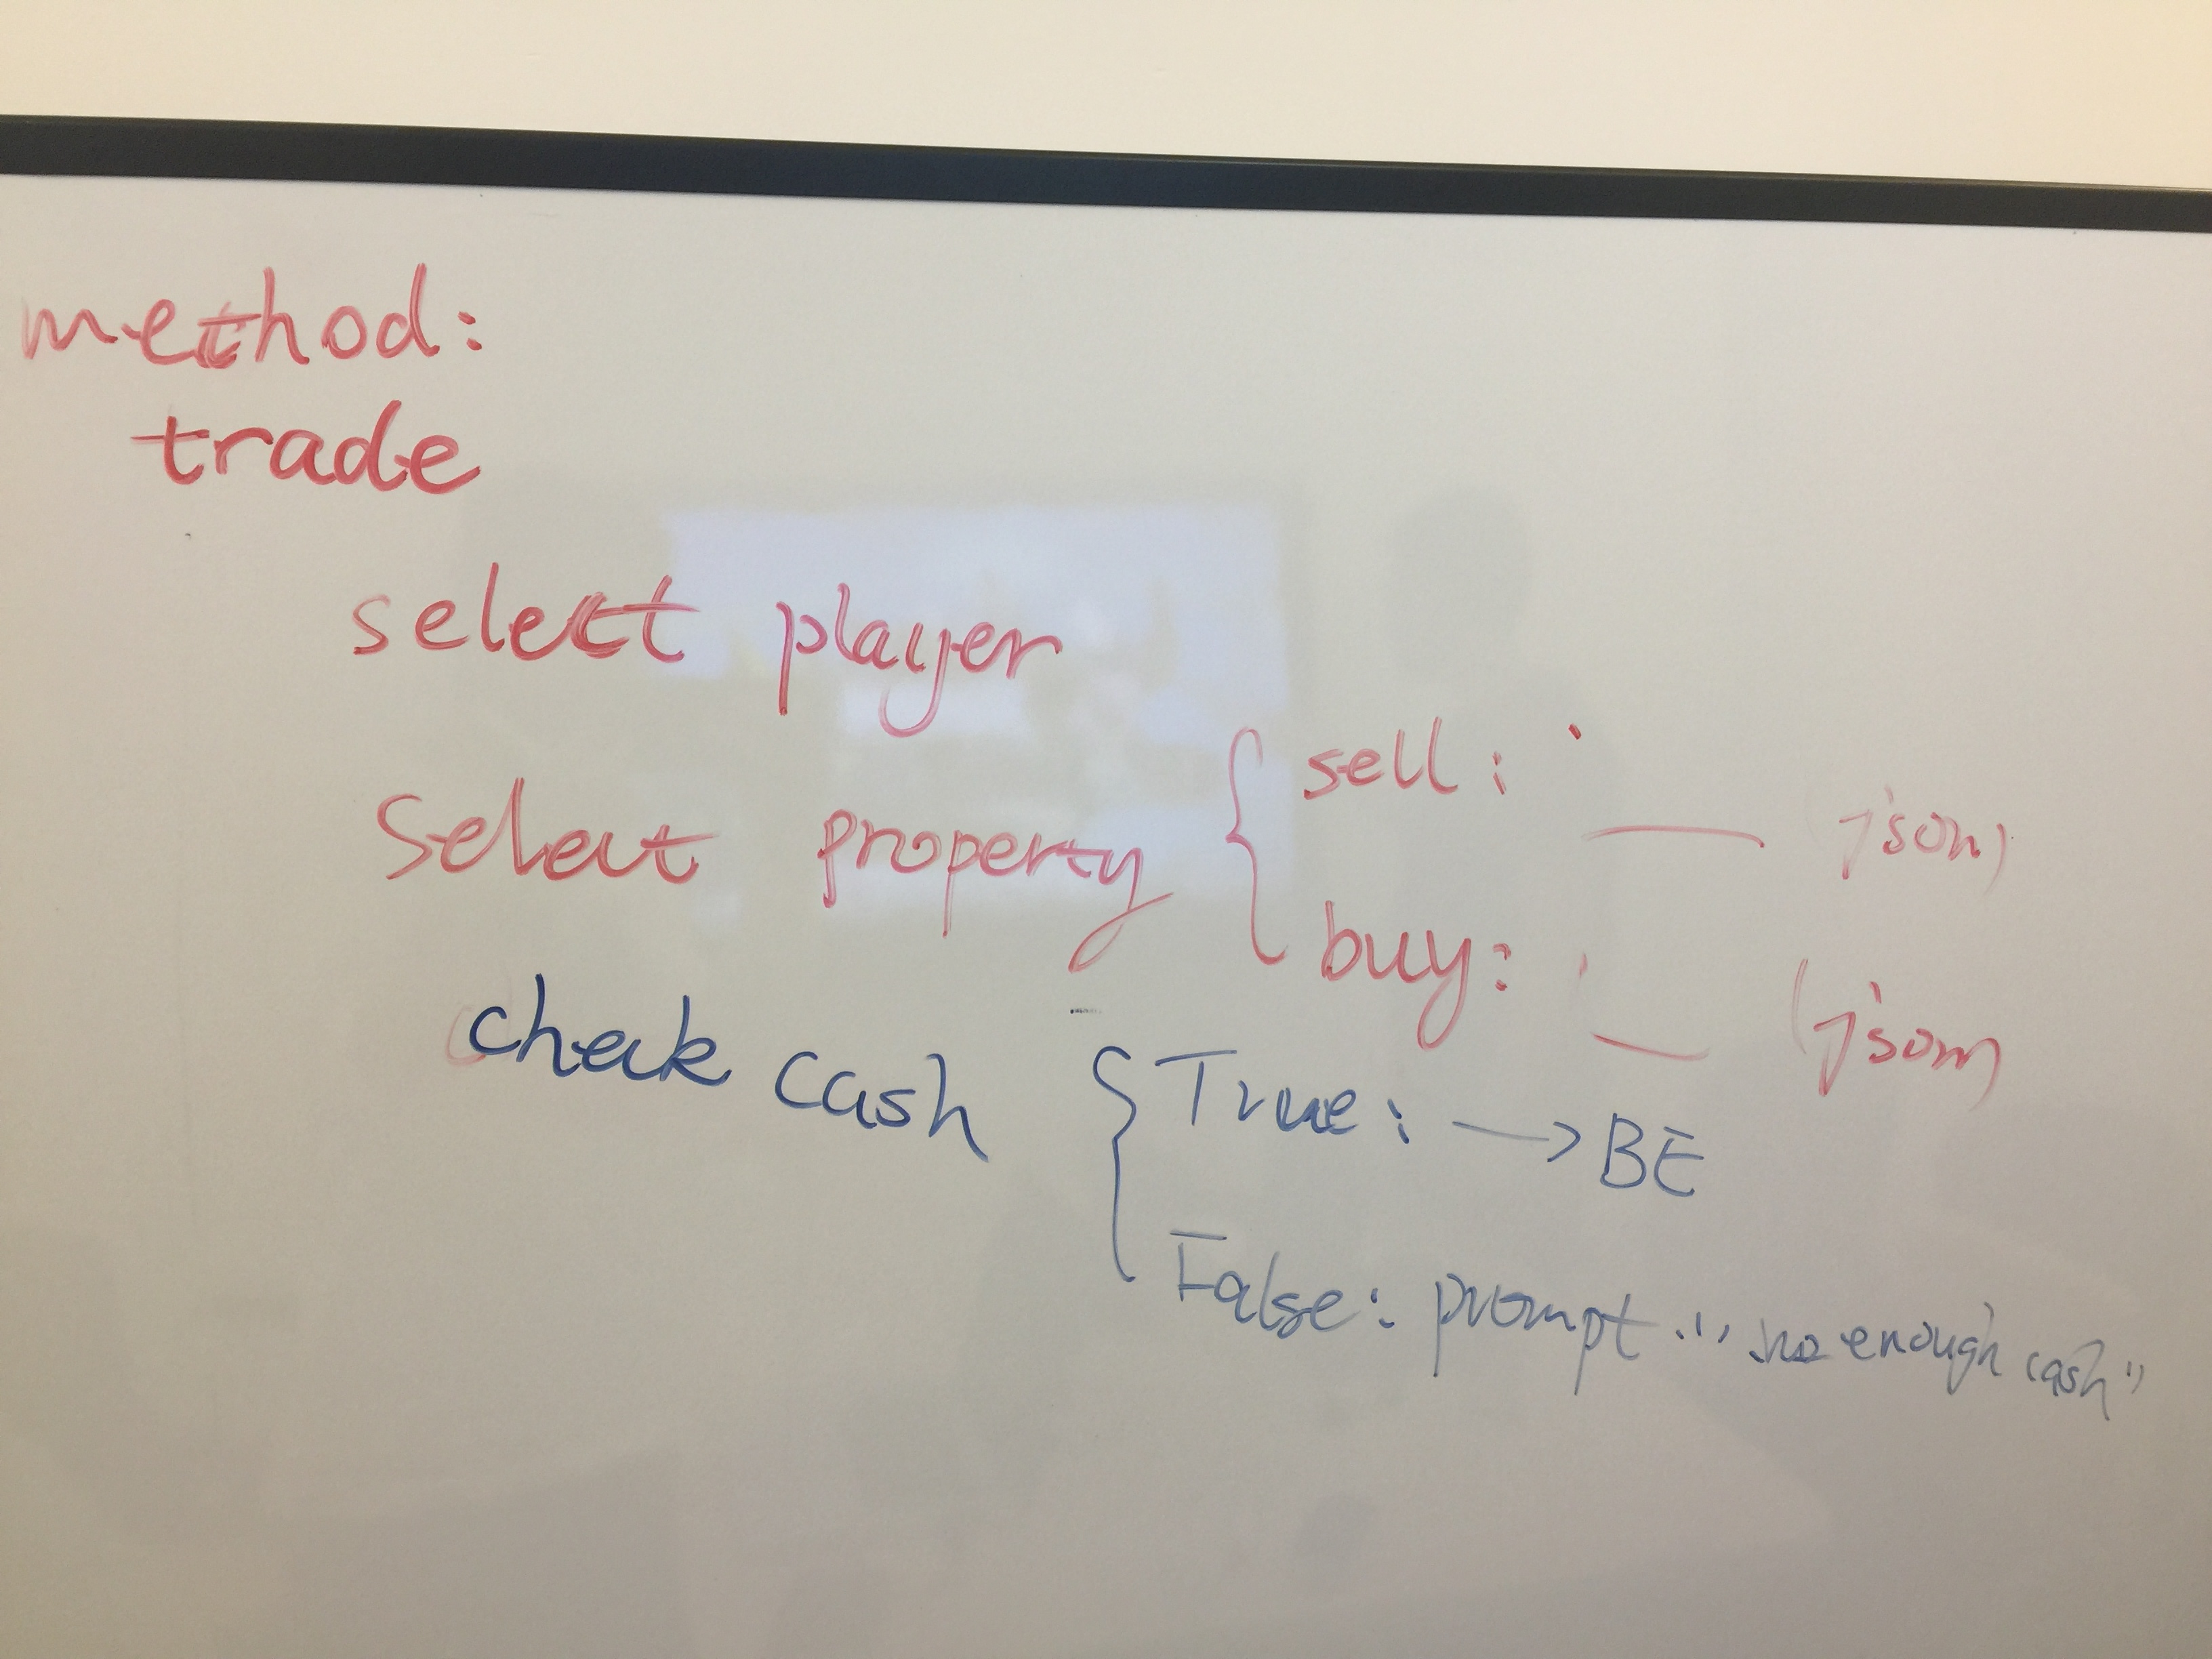 method:
trade
select player
select property { sell: — (json)
buy: — (json)
check cash { True: → BE
False: prompt "no enough cash"